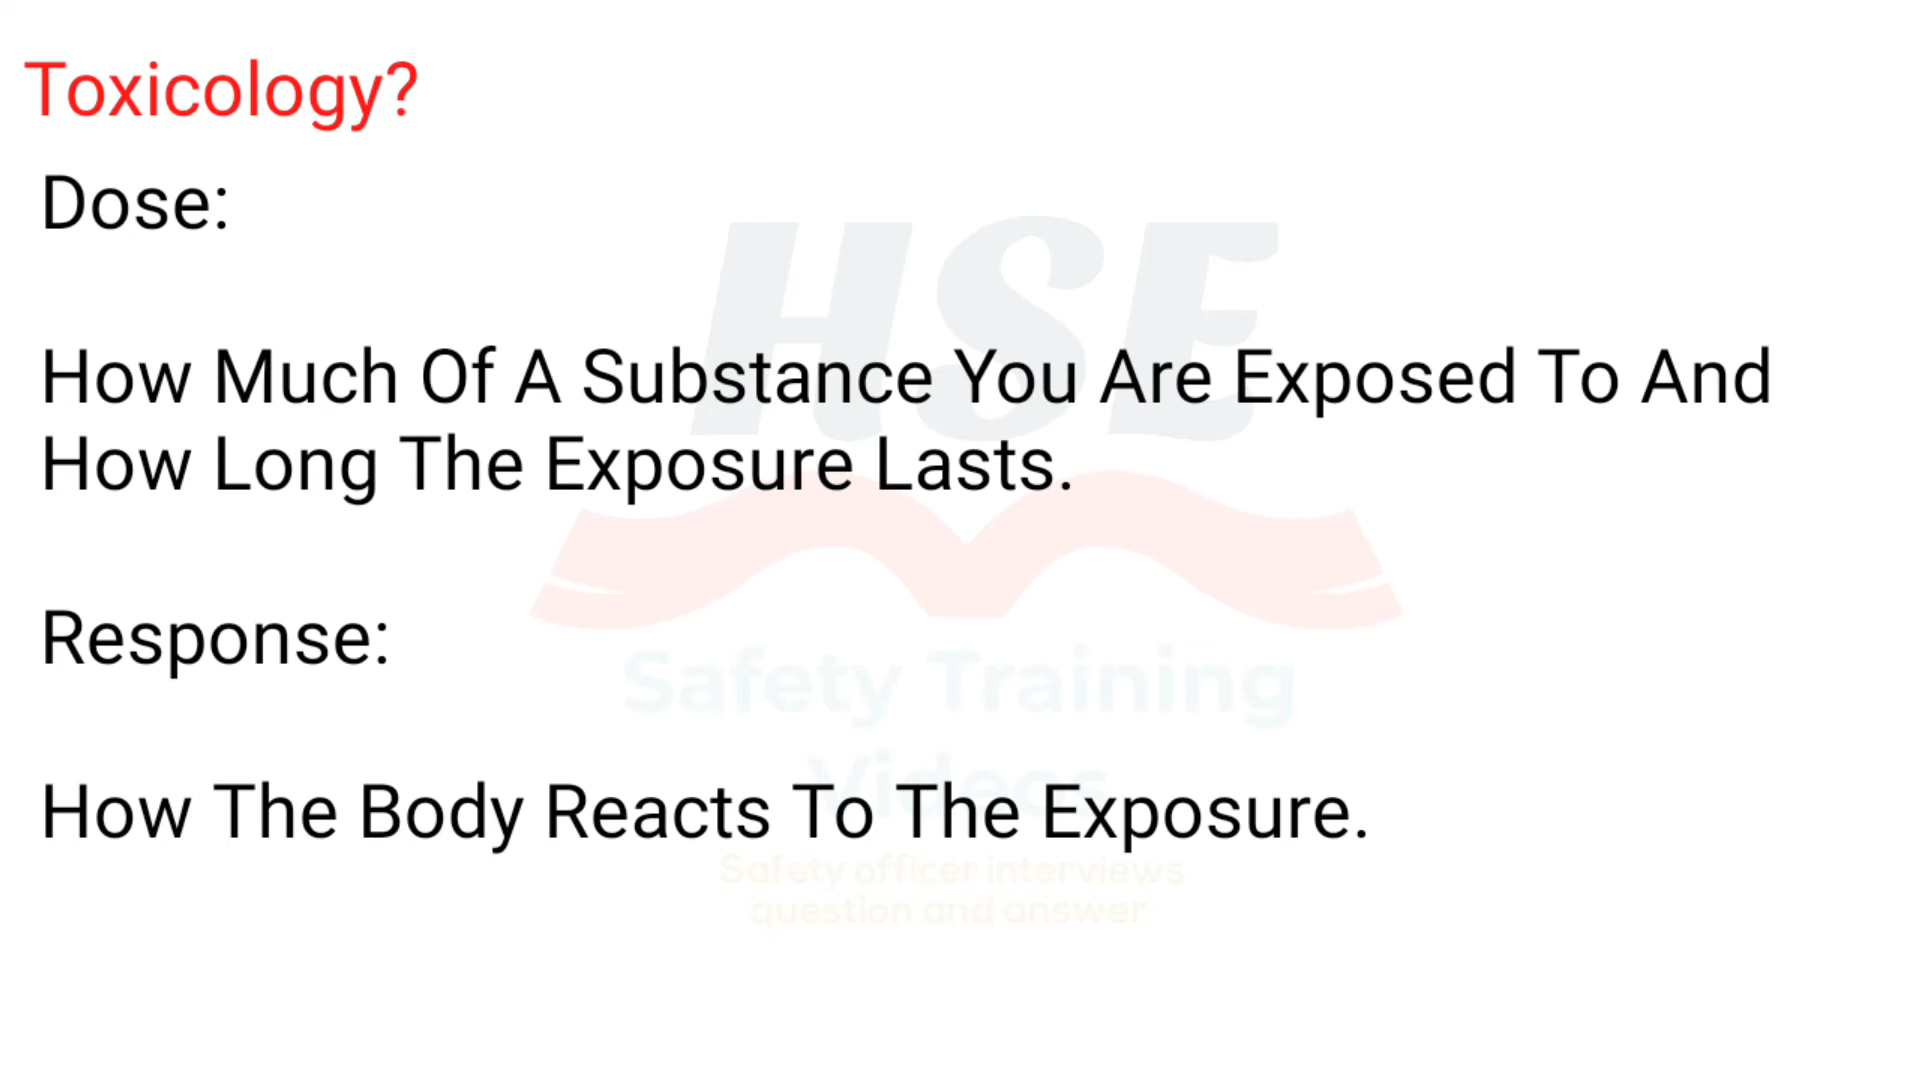 Toxicology?
Dose:
How Much Of A Substance You Are Exposed To And
How Long The Exposure Lasts.
Response:
How The Body Reacts To The Exposure.
HSE
Safety Training
Videos
Safety officer interviews
question and answer